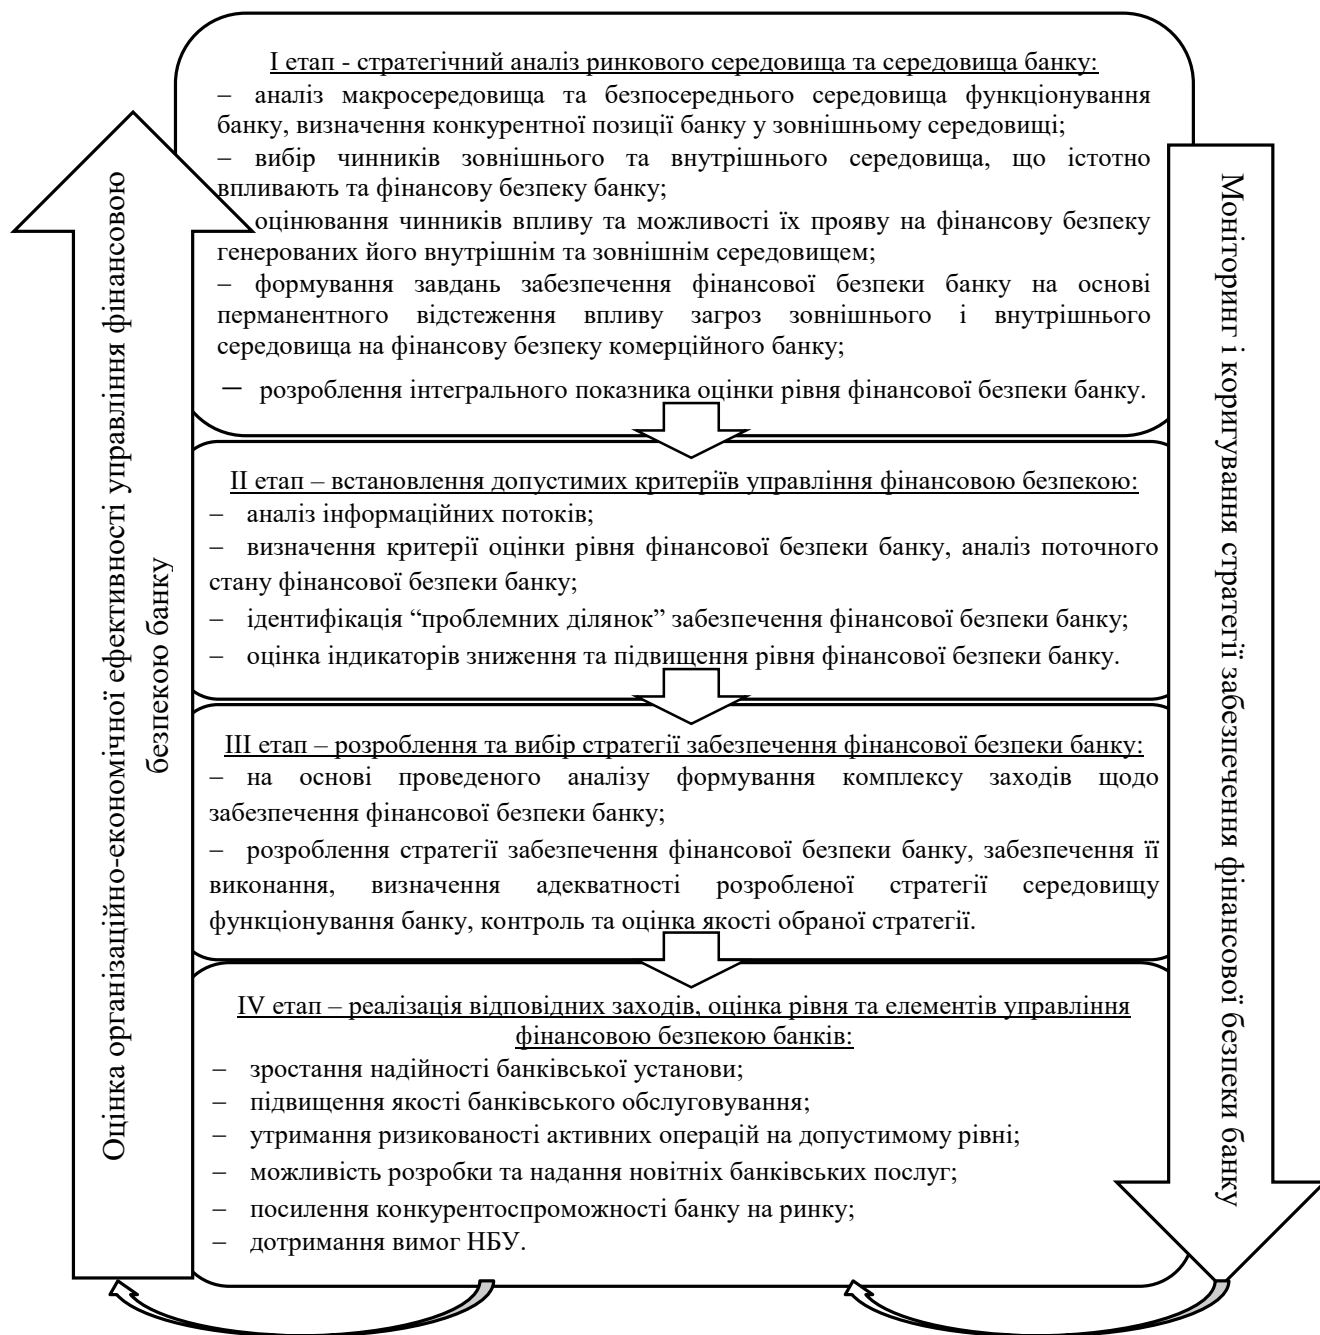 І етап - стратегічний аналіз ринкового середовища та середовища банку:
– аналіз макросередовища та безпосереднього середовища функціонування
банку, визначення конкурентної позиції банку у зовнішньому середовищі;
– вибір чинників зовнішнього та внутрішнього середовища, що істотно
впливають та фінансову безпеку банку;
оцінювання чинників впливу та можливості їх прояву на фінансову безпеку
генерованих його внутрішнім та зовнішнім середовищем;
– формування завдань забезпечення фінансової безпеки банку на основі
перманентного відстеження впливу загроз зовнішнього і внутрішнього
середовища на фінансову безпеку комерційного банку;
– розроблення інтегрального показника оцінки рівня фінансової безпеки банку.
ІІ етап – встановлення допустимих критеріїв управління фінансовою безпекою:
– аналіз інформаційних потоків;
– визначення критерії оцінки рівня фінансової безпеки банку, аналіз поточного
стану фінансової безпеки банку;
– ідентифікація “проблемних ділянок” забезпечення фінансової безпеки банку;
– оцінка індикаторів зниження та підвищення рівня фінансової безпеки банку.
ІІІ етап – розроблення та вибір стратегії забезпечення фінансової безпеки банку:
– на основі проведеного аналізу формування комплексу заходів щодо
забезпечення фінансової безпеки банку;
– розроблення стратегії забезпечення фінансової безпеки банку, забезпечення її
виконання, визначення адекватності розробленої стратегії середовищу
функціонування банку, контроль та оцінка якості обраної стратегії.
IV етап – реалізація відповідних заходів, оцінка рівня та елементів управління
фінансовою безпекою банків:
– зростання надійності банківської установи;
– підвищення якості банківського обслуговування;
– утримання ризикованості активних операцій на допустимому рівні;
– можливість розробки та надання новітніх банківських послуг;
– посилення конкурентоспроможності банку на ринку;
– дотримання вимог НБУ.
Оцінка організаційно-економічної ефективності управління фінансовою
безпекою банку
Моніторинг і коригування стратегії забезпечення фінансової безпеки банку